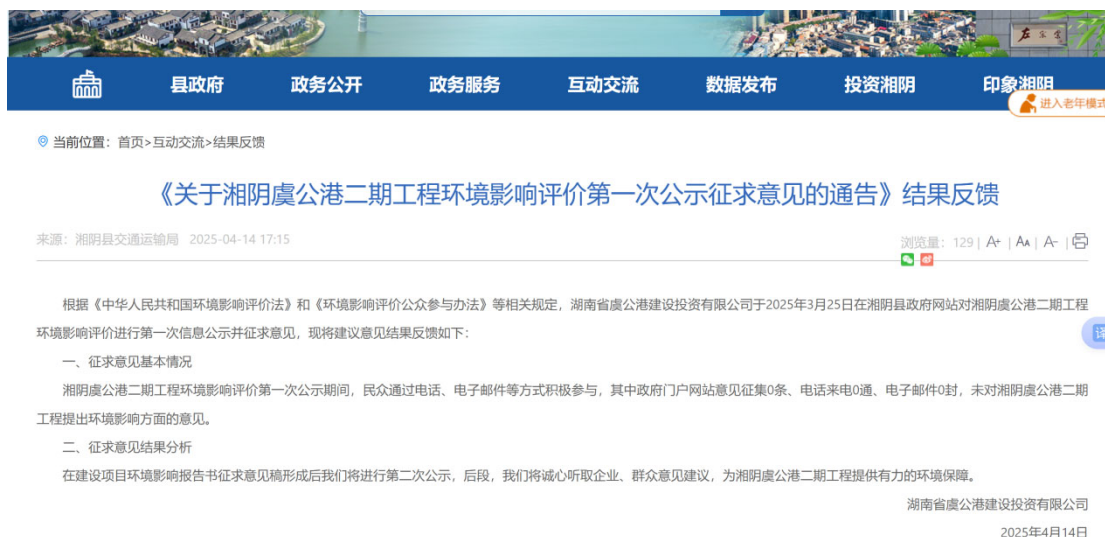 县政府 政务公开 政务服务 互动交流 数据发布 投资湘阴 印象湘阴
进入老年模式
当前位置：首页>互动交流>结果反馈
《关于湘阴虞公港二期工程环境影响评价第一次公示征求意见的通告》结果反馈
来源：湘阴县交通运输局 2025-04-14 17:15
浏览量：129 | A+ | AA | A- |
根据《中华人民共和国环境影响评价法》和《环境影响评价公众参与办法》等相关规定，湖南省虞公港建设投资有限公司于2025年3月25日在湘阴县政府网站对湘阴虞公港二期工程
环境影响评价进行第一次信息公示并征求意见，现将建议意见结果反馈如下：
译
一、征求意见基本情况
湘阴虞公港二期工程环境影响评价第一次公示期间，民众通过电话、电子邮件等方式积极参与，其中政府门户网站意见征集0条、电话来电0通、电子邮件0封，未对湘阴虞公港二期
工程提出环境影响方面的意见。
二、征求意见结果分析
在建设项目环境影响报告书征求意见稿形成后我们将进行第二次公示，后段，我们将诚心听取企业、群众意见建议，为湘阴虞公港二期工程提供有力的环境保障。
湖南省虞公港建设投资有限公司
2025年4月14日